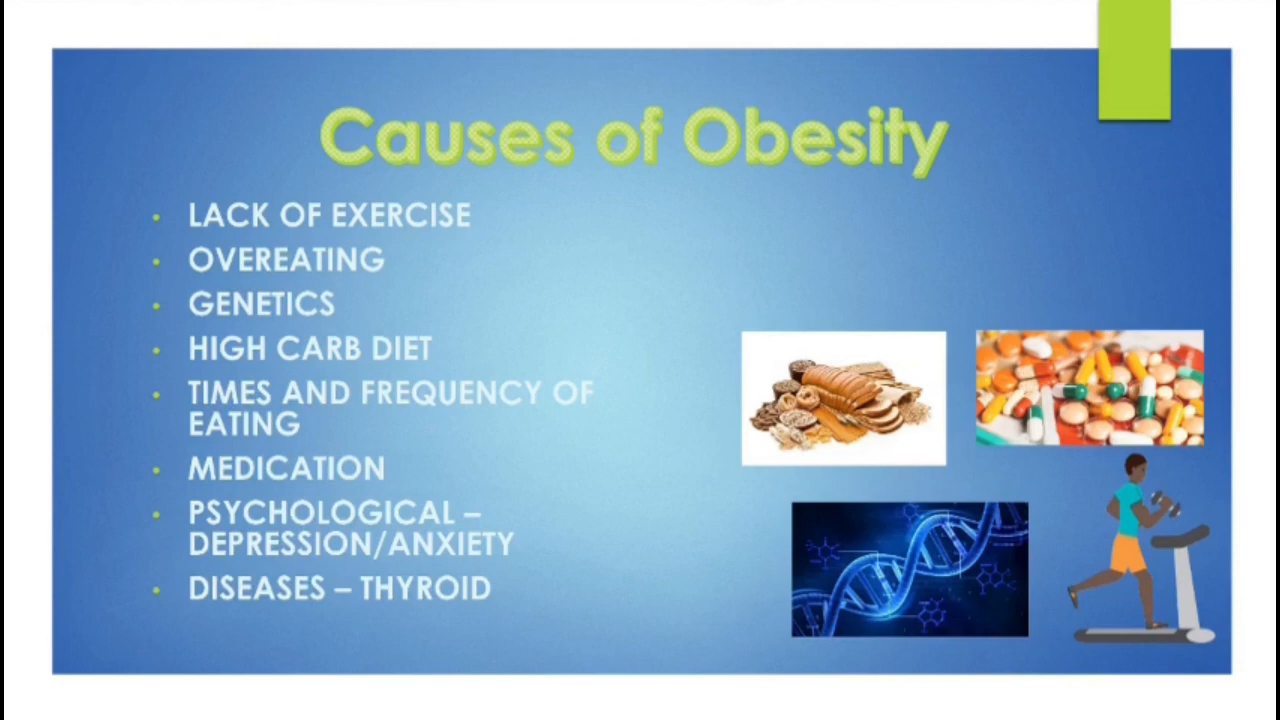 Causes of Obesity
• LACK OF EXERCISE
• OVEREATING
• GENETICS
• HIGH CARB DIET
• TIMES AND FREQUENCY OF
EATING
• MEDICATION
• PSYCHOLOGICAL –
DEPRESSION/ANXIETY
• DISEASES – THYROID